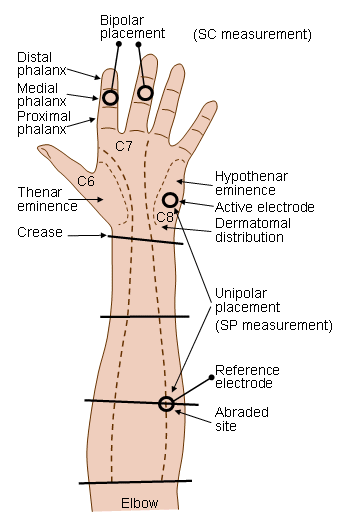 Bipolar
placement
(SC measurement)
Distal
phalanx
Medial
phalanx
Proximal
phalanx
C7
C6
Thenar
eminence
Crease
Hypothenar
eminence
Active electrode
C8
Dermatomal
distribution
Unipolar
placement
(SP measurement)
Reference
electrode
Abraded
site
Elbow